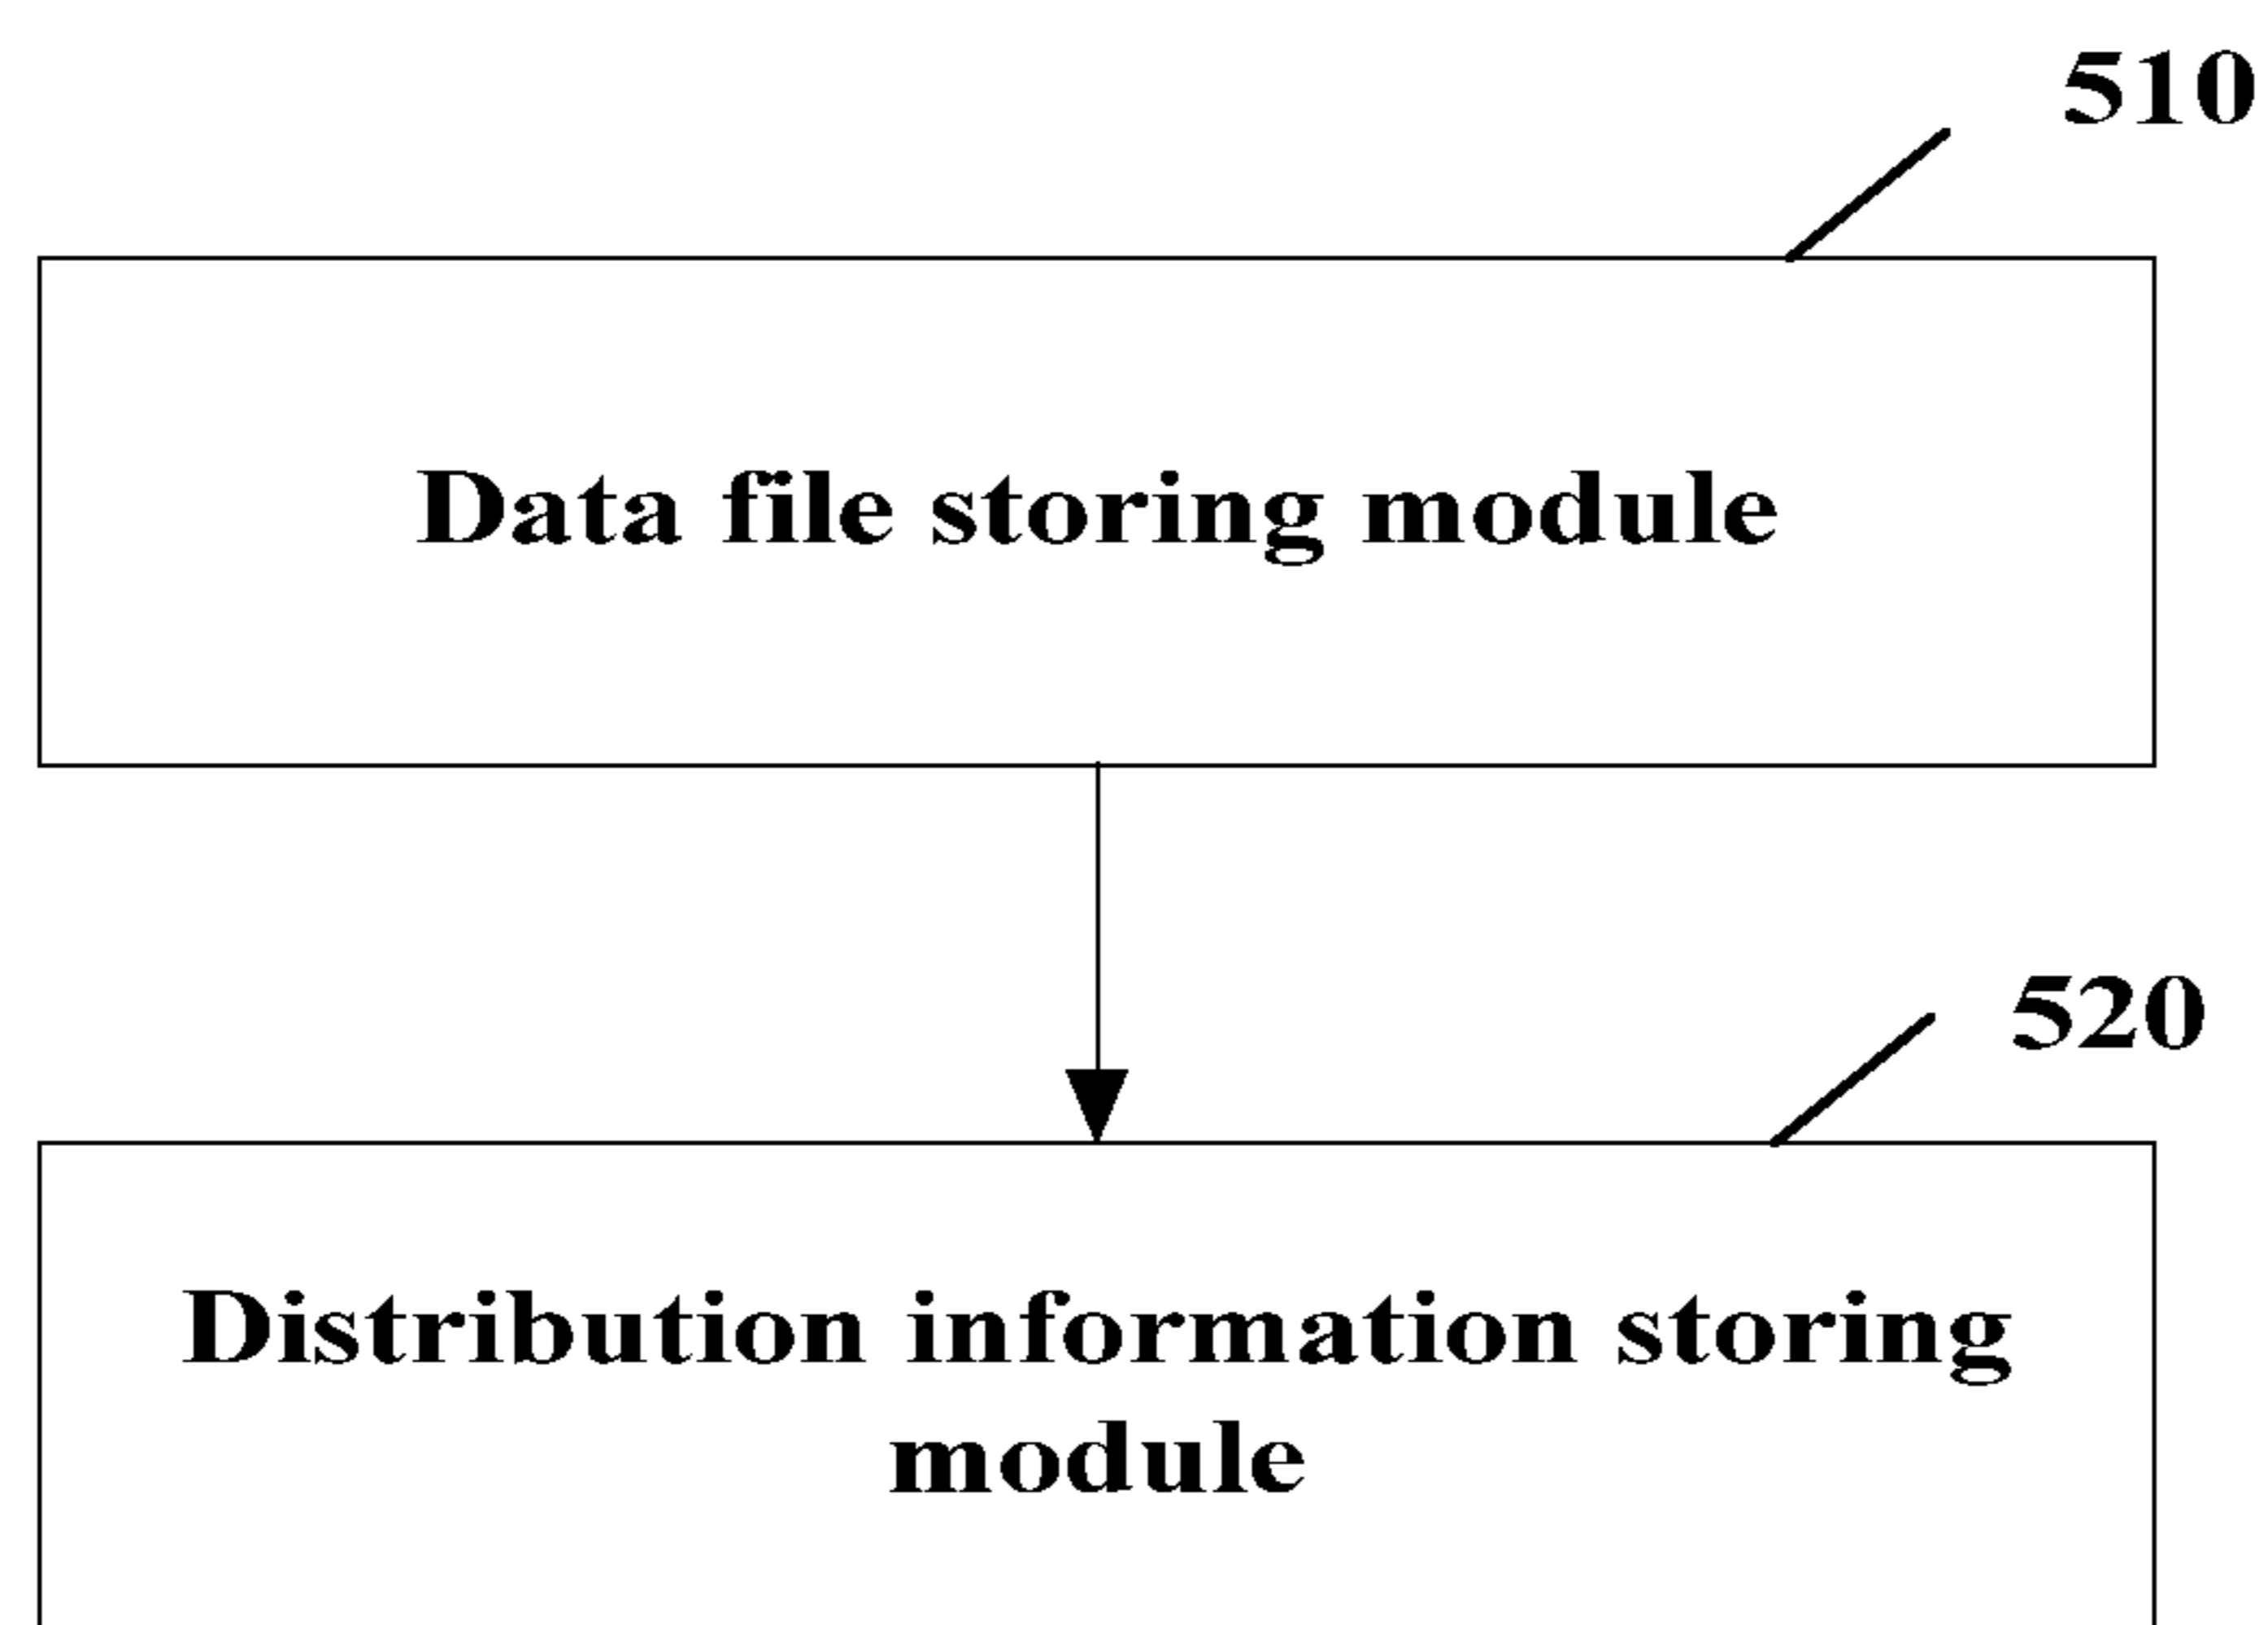 510
Data file storing module
520
Distribution information storing
module